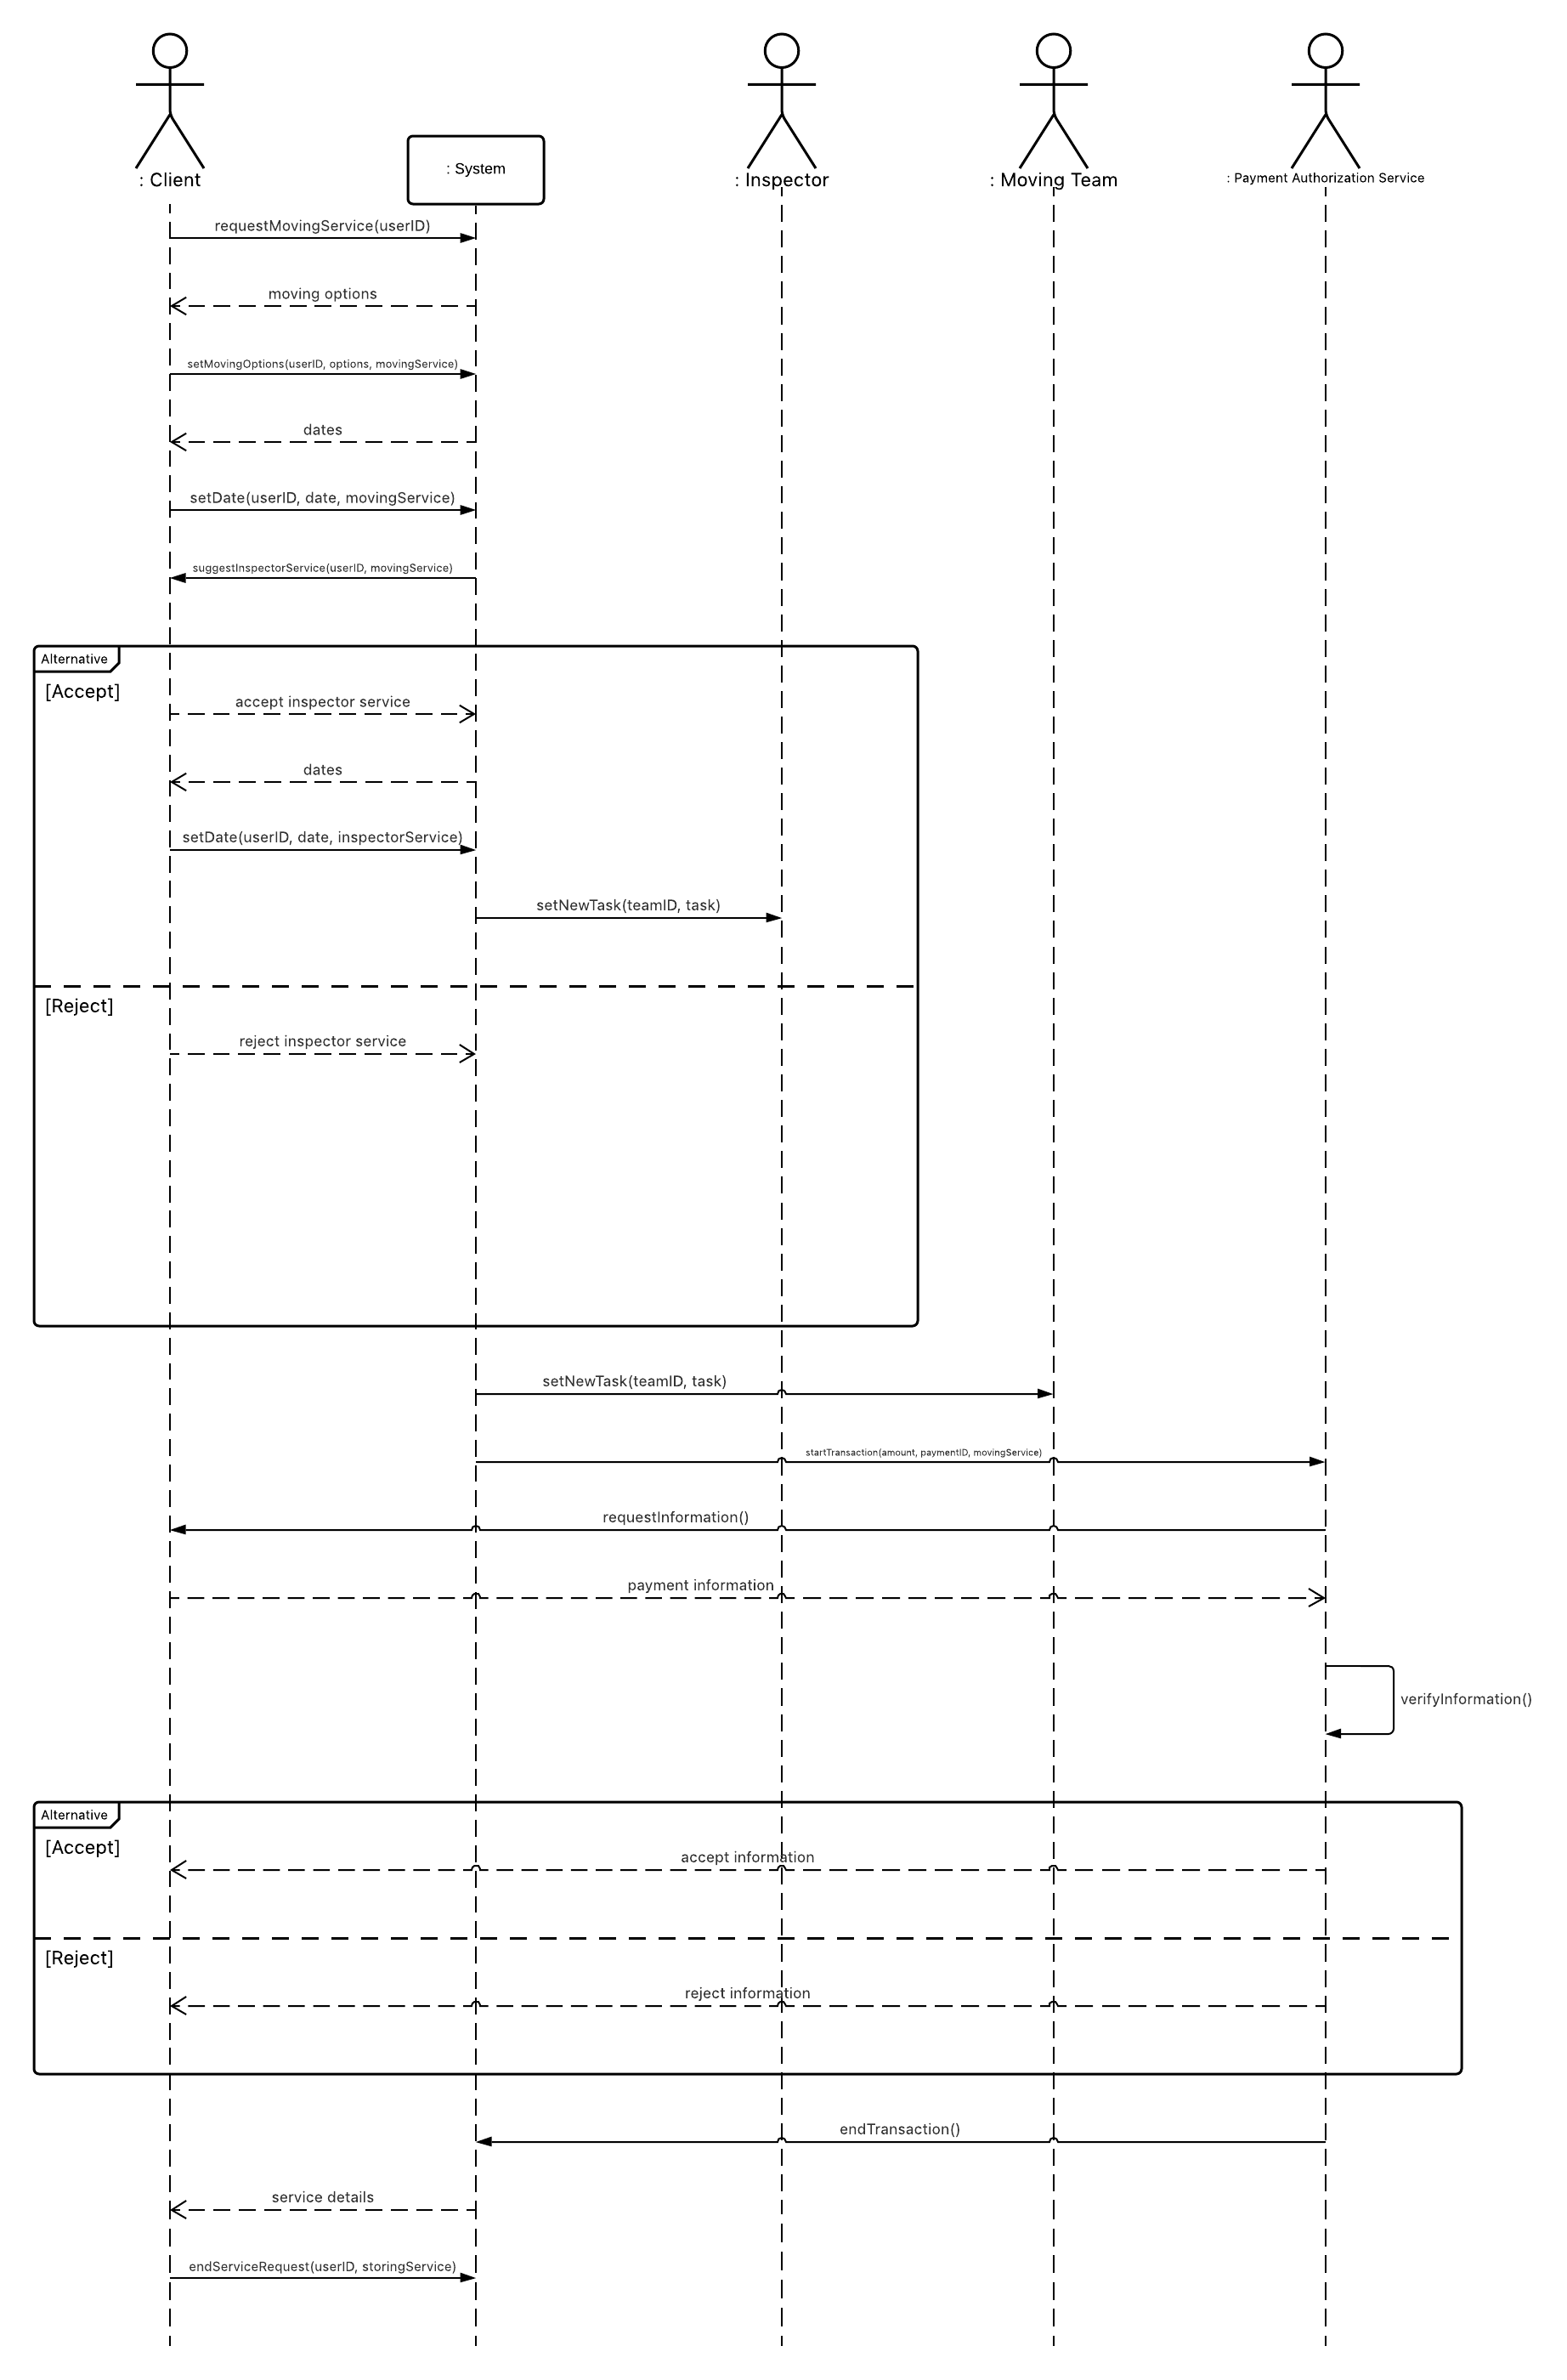 : Client
: System
: Inspector
: Moving Team
: Payment Authorization Service
requestMovingService(userID)
moving options
setMovingOptions(userID, options, movingService)
dates
setDate(userID, date, movingService)
suggestInspectorService(userID, movingService)
Alternative
[Accept]
accept inspector service
dates
setDate(userID, date, inspectorService)
setNewTask(teamID, task)
[Reject]
reject inspector service
setNewTask(teamID, task)
startTransaction(amount, paymentID, movingService)
requestInformation()
payment information
verifyInformation()
Alternative
[Accept]
accept information
[Reject]
reject information
endTransaction()
service details
endServiceRequest(userID, storingService)